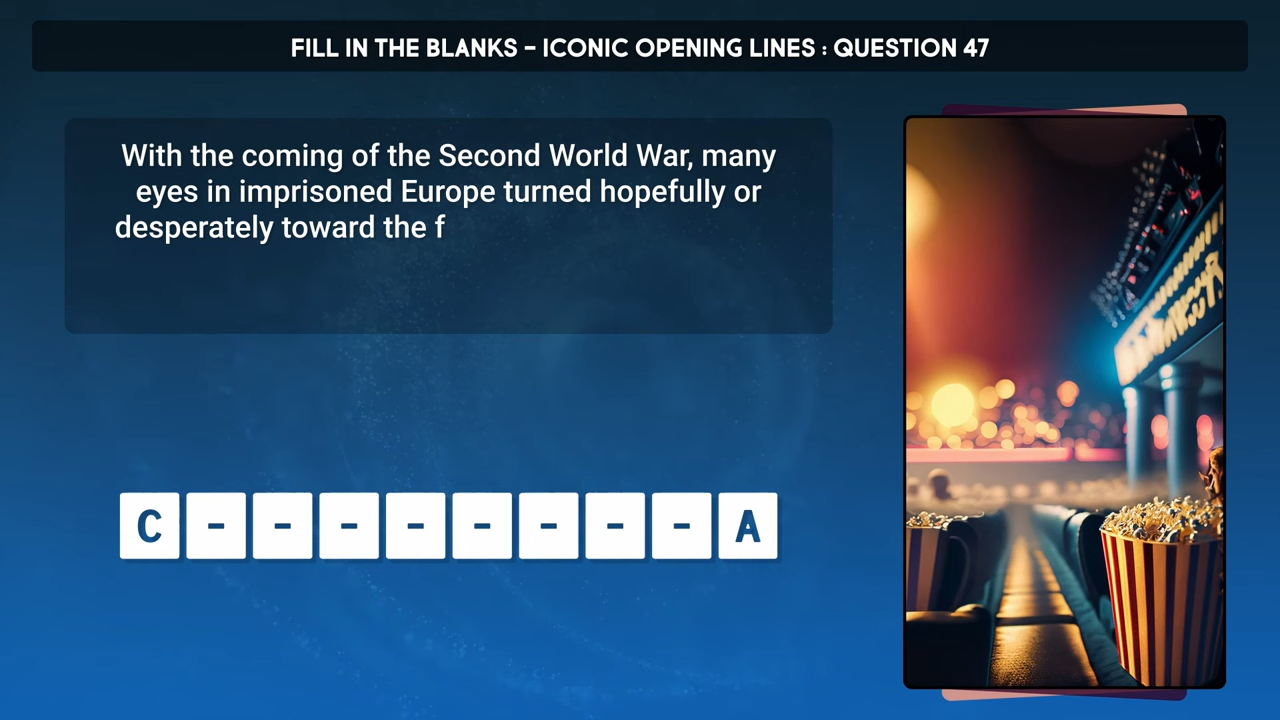 FILL IN THE BLANKS - ICONIC OPENING LINES : QUESTION 47
With the coming of the Second World War, many
eyes in imprisoned Europe turned hopefully or
desperately toward the f
C - - - - - - - - A